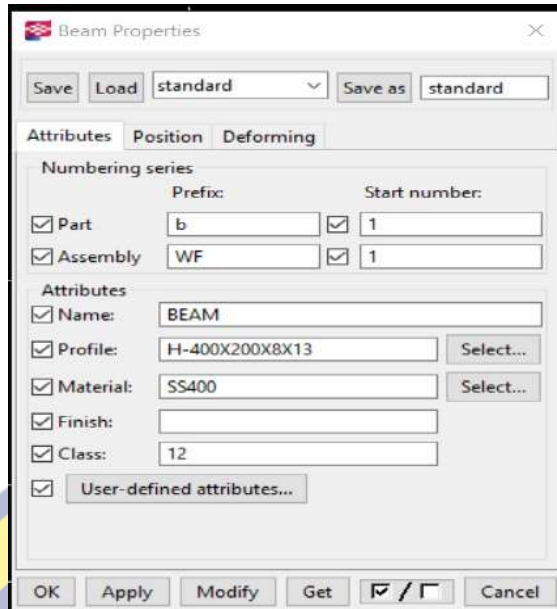 Beam Properties
Save Load standard Save as standard
Attributes Position Deforming
Numbering series
Prefix: Start number:
Part b 1
Assembly WF 1
Attributes
Name: BEAM
Profile: H-400X200X8X13 Select...
Material: SS400 Select...
Finish:
Class: 12
User-defined attributes...
OK Apply Modify Get / Cancel